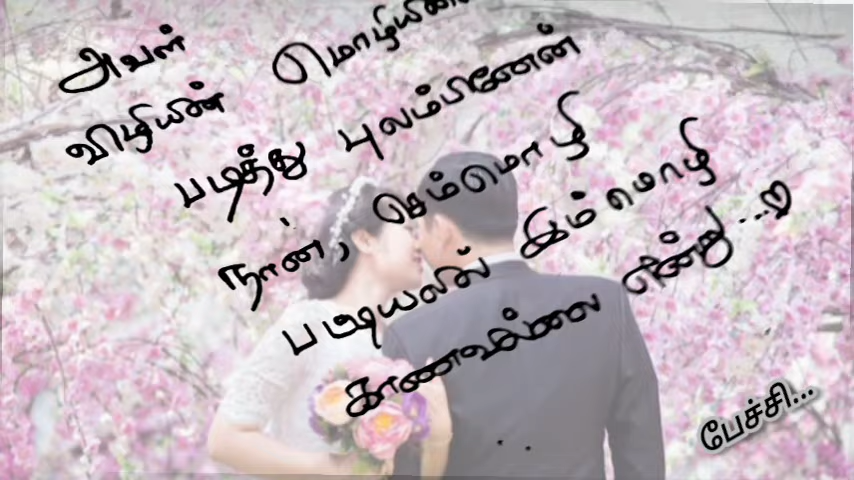 அவள்
விழியின் மொழியினை
படித்து புலம்பினேன்
நான், செம்மொழி
பட்டியலில் இம்மொழி
காணவில்லை என்று...♡
பேச்சி...